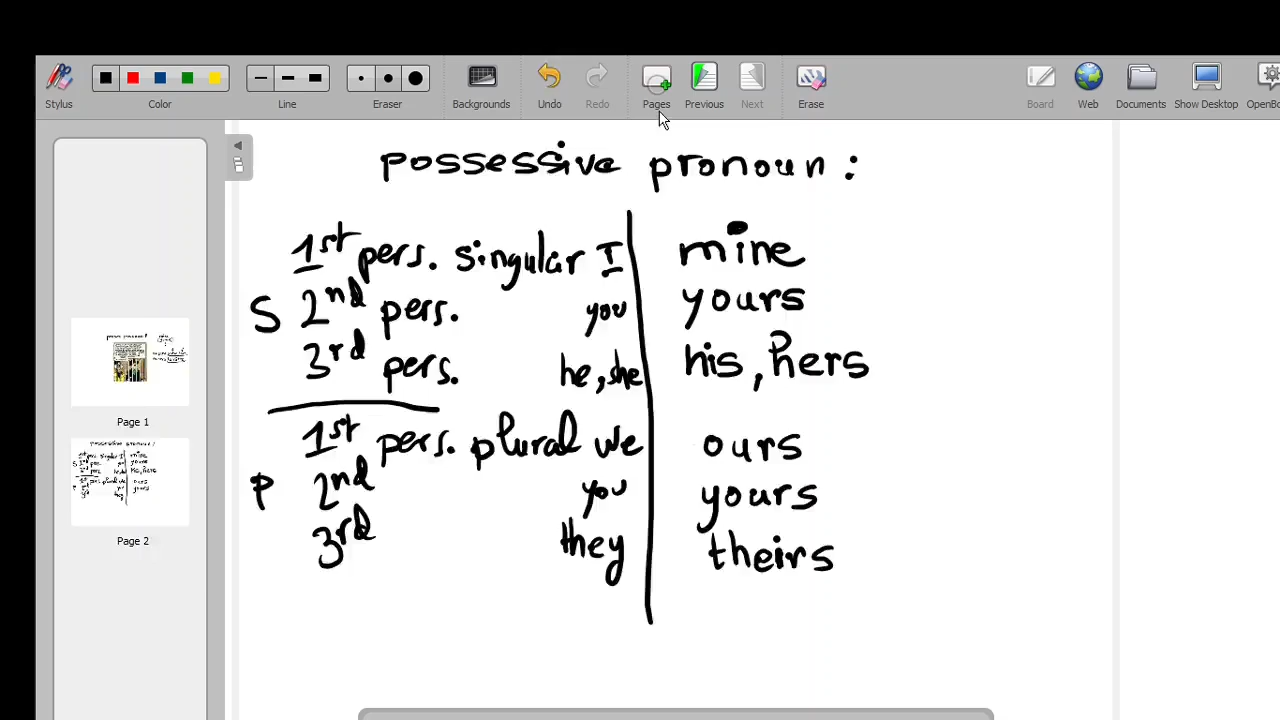 Stylus Color Line Eraser Backgrounds Undo Redo Pages Previous Next Erase Board Web Documents Show Desktop OpenBo
possessive pronoun :
1st pers. singular I mine
S 2nd pers. you yours
3rd pers. he, she his, hers
1st pers. plural we ours
P 2nd you yours
3rd they theirs
Page 1
Page 2